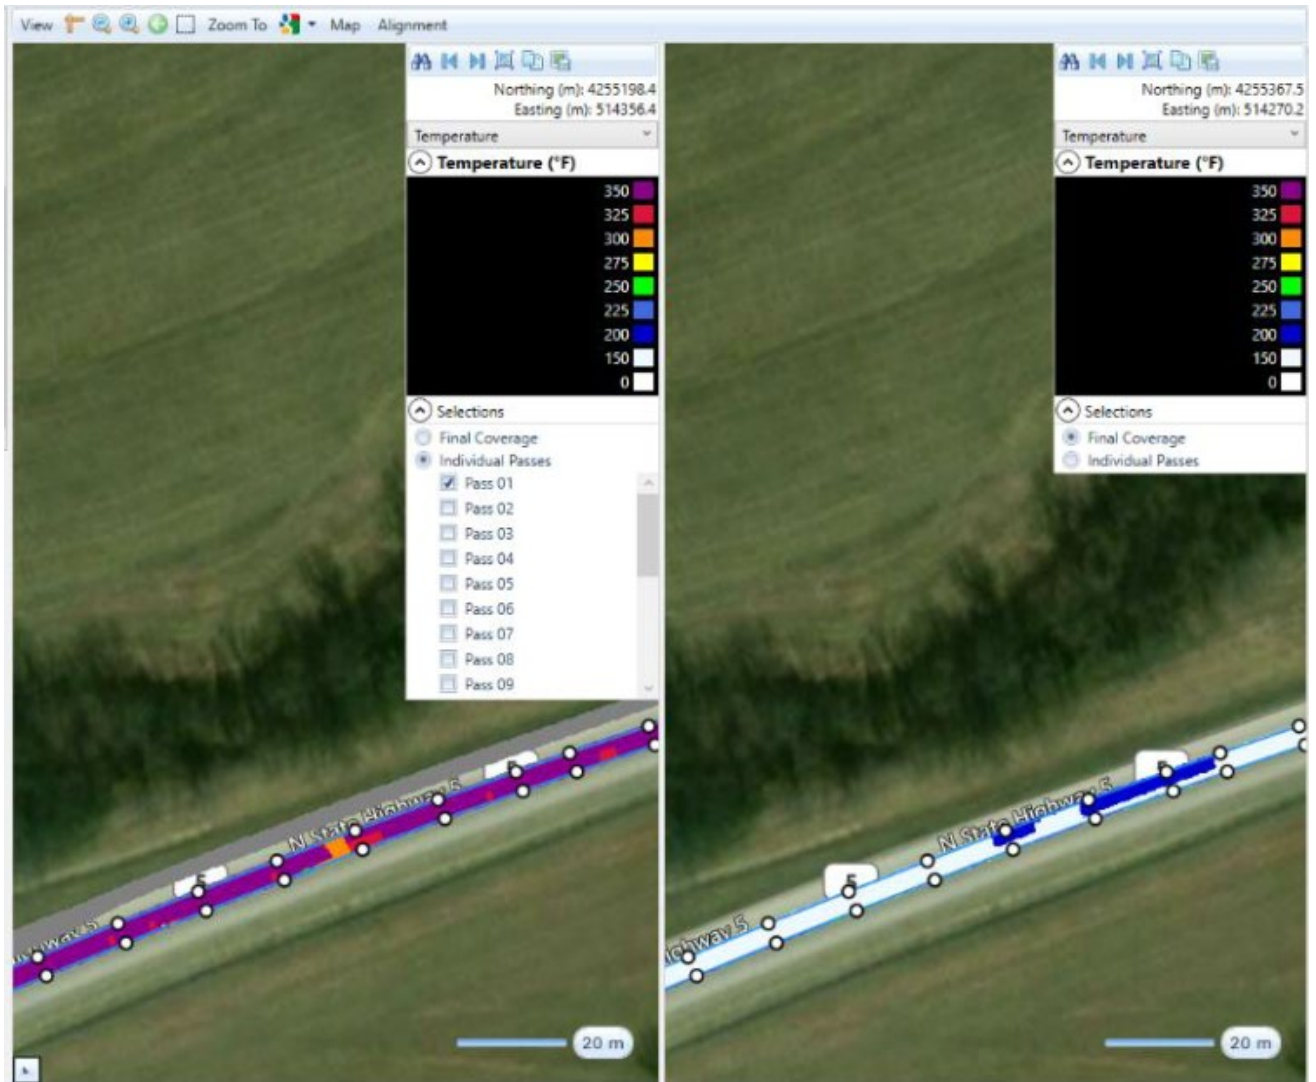 View Zoom To Map Alignment
Northing (m): 4255198.4
Easting (m): 514356.4
Temperature
Temperature (°F)
350
325
300
275
250
225
200
150
0
Selections
Final Coverage
Individual Passes
Pass 01
Pass 02
Pass 03
Pass 04
Pass 05
Pass 06
Pass 07
Pass 08
Pass 09
5
N State Highway 5
5
ighway 5
20 m
Northing (m): 4255367.5
Easting (m): 514270.2
Temperature
Temperature (°F)
350
325
300
275
250
225
200
150
0
Selections
Final Coverage
Individual Passes
5
N State Highway 5
5
ighway 5
20 m